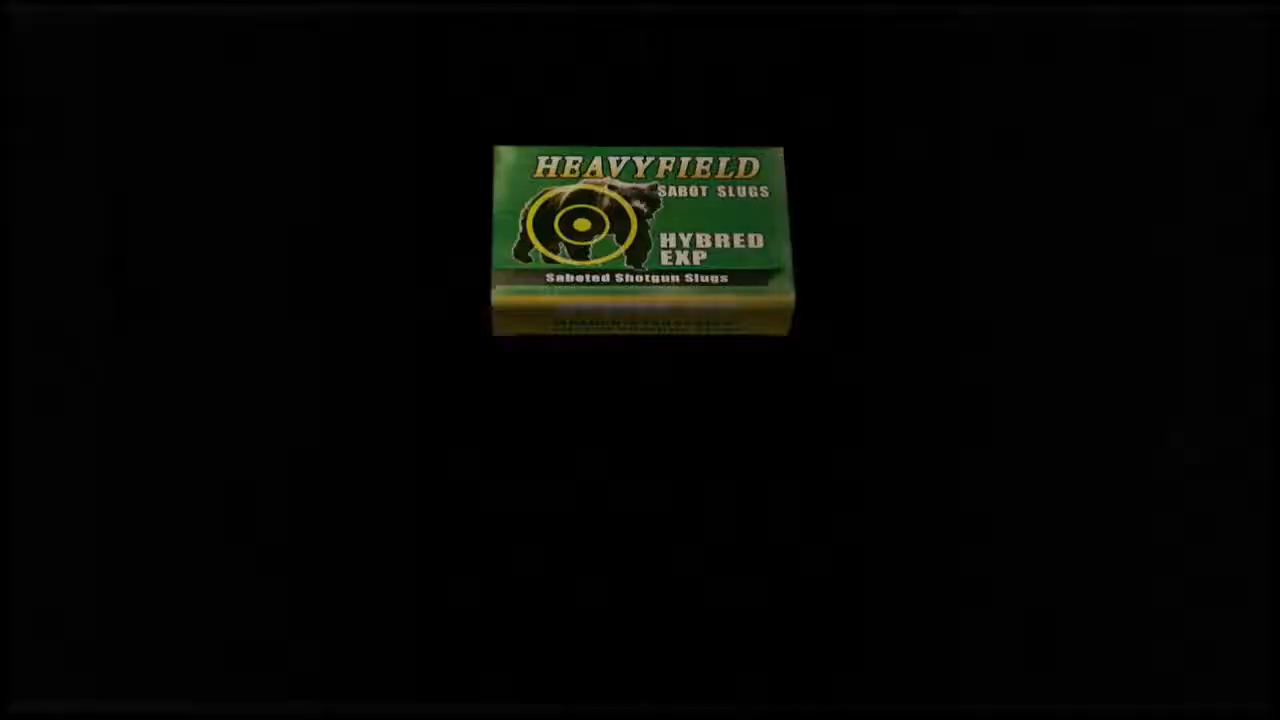 HEAVYFIELD
SABOT SLUGS
HYBRED
EXP
Saboted Shotgun Slugs